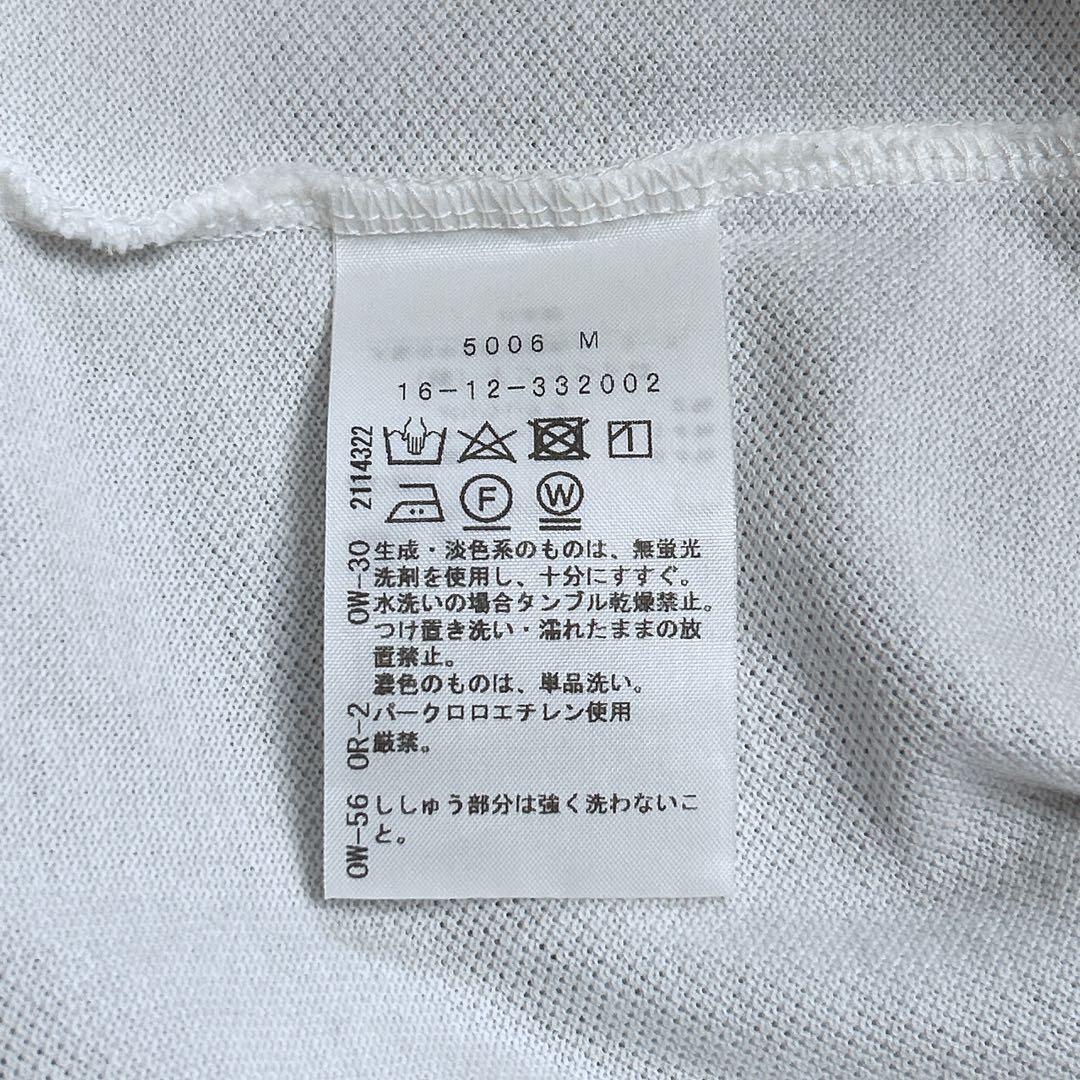 5006 M
16-12-332002
2114322
F
W
OW-30
生成・淡色系のものは、無蛍光
洗剤を使用し、十分にすすぐ。
水洗いの場合タンブル乾燥禁止。
つけ置き洗い・濡れたままの放
置禁止。
濃色のものは、単品洗い。
OR-2
パークロロエチレン使用
厳禁。
OW-56
ししゅう部分は強く洗わないこ
と。